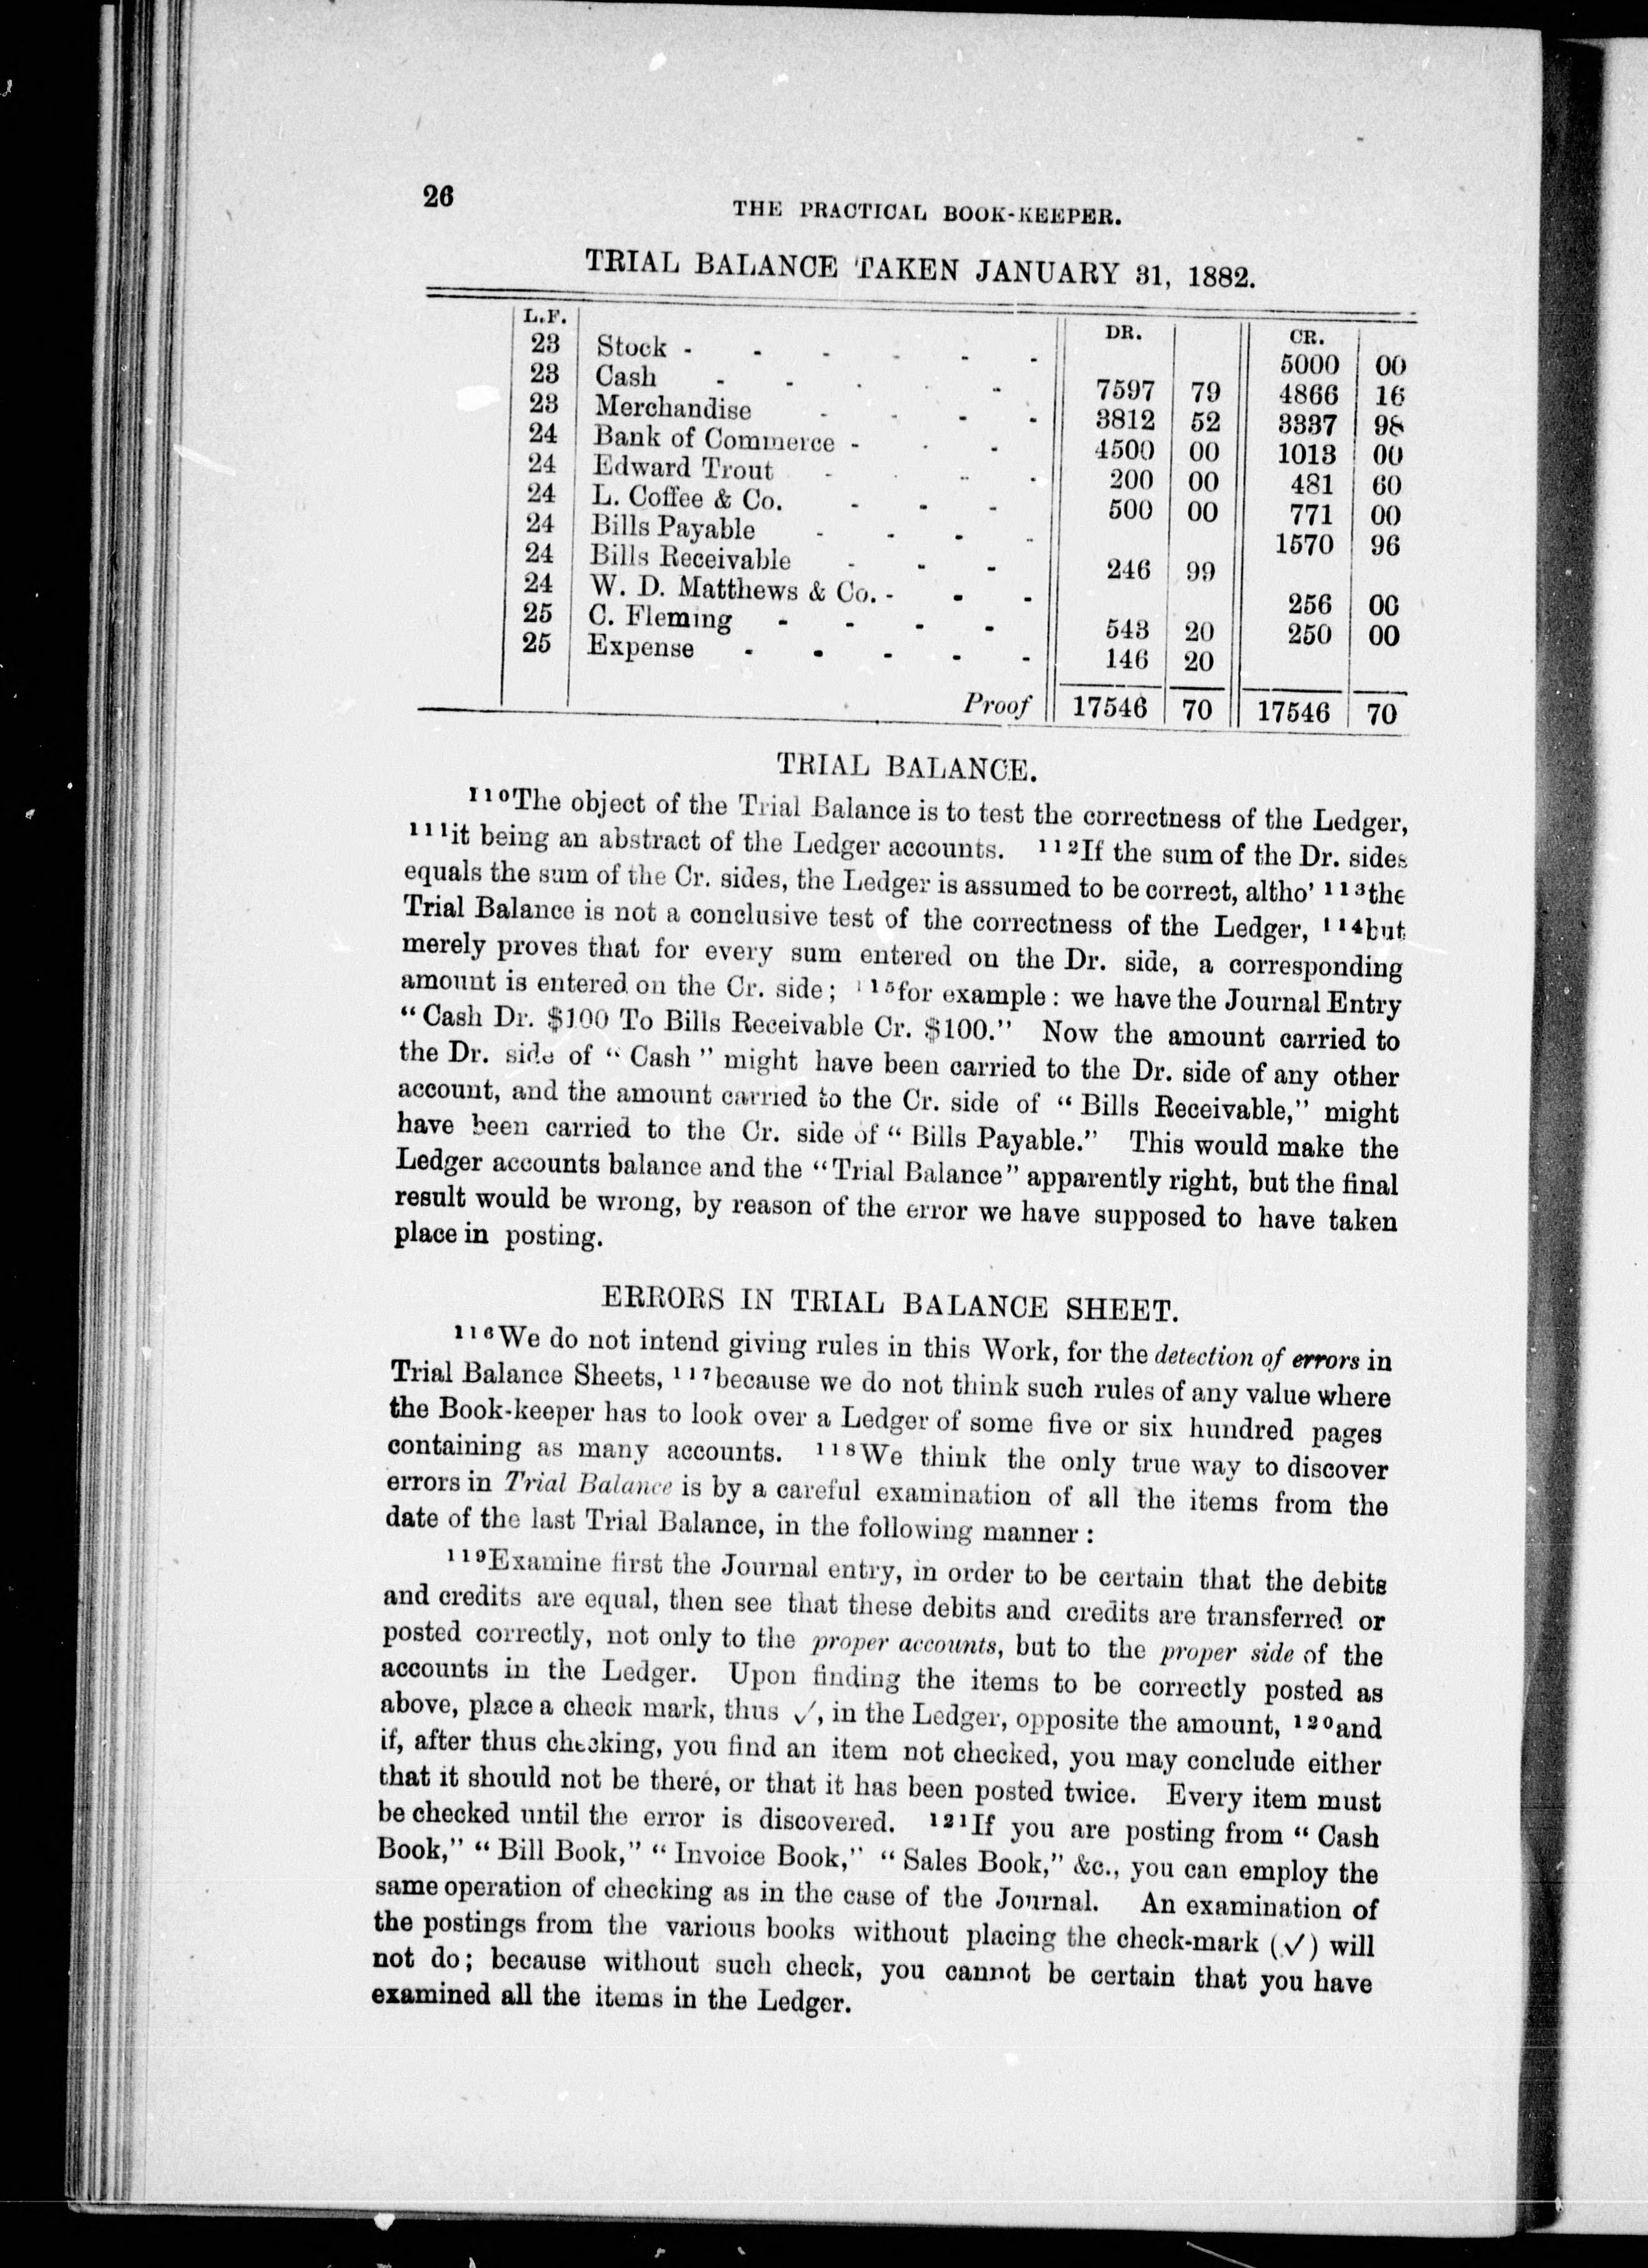 26
THE PRACTICAL BOOK-KEEPER.
TRIAL BALANCE TAKEN JANUARY 31, 1882.
L.F. DR. CR.
23 Stock - - - - - - 5000 00
23 Cash - - - - - 7597 79 4866 16
23 Merchandise - - - - 3812 52 3337 98
24 Bank of Commerce - - - 4500 00 1013 00
24 Edward Trout - - - - 200 00 481 60
24 L. Coffee & Co. - - - 500 00 771 00
24 Bills Payable - - - - 1570 96
24 Bills Receivable - - - 246 99
24 W. D. Matthews & Co. - - - 256 00
25 C. Fleming - - - - 543 20 250 00
25 Expense - - - - - 146 20
Proof 17546 70 17546 70
TRIAL BALANCE.
110The object of the Trial Balance is to test the correctness of the Ledger,
111it being an abstract of the Ledger accounts. 112If the sum of the Dr. sides
equals the sum of the Cr. sides, the Ledger is assumed to be correct, altho' 113the
Trial Balance is not a conclusive test of the correctness of the Ledger, 114but
merely proves that for every sum entered on the Dr. side, a corresponding
amount is entered on the Cr. side; 115for example: we have the Journal Entry
"Cash Dr. $100 To Bills Receivable Cr. $100." Now the amount carried to
the Dr. side of "Cash" might have been carried to the Dr. side of any other
account, and the amount carried to the Cr. side of "Bills Receivable," might
have been carried to the Cr. side of "Bills Payable." This would make the
Ledger accounts balance and the "Trial Balance" apparently right, but the final
result would be wrong, by reason of the error we have supposed to have taken
place in posting.
ERRORS IN TRIAL BALANCE SHEET.
116We do not intend giving rules in this Work, for the detection of errors in
Trial Balance Sheets, 117because we do not think such rules of any value where
the Book-keeper has to look over a Ledger of some five or six hundred pages
containing as many accounts. 118We think the only true way to discover
errors in Trial Balance is by a careful examination of all the items from the
date of the last Trial Balance, in the following manner:
119Examine first the Journal entry, in order to be certain that the debits
and credits are equal, then see that these debits and credits are transferred or
posted correctly, not only to the proper accounts, but to the proper side of the
accounts in the Ledger. Upon finding the items to be correctly posted as
above, place a check mark, thus ✓, in the Ledger, opposite the amount, 120and
if, after thus checking, you find an item not checked, you may conclude either
that it should not be there, or that it has been posted twice. Every item must
be checked until the error is discovered. 121If you are posting from "Cash
Book," "Bill Book," "Invoice Book," "Sales Book," &c., you can employ the
same operation of checking as in the case of the Journal. An examination of
the postings from the various books without placing the check-mark (✓) will
not do; because without such check, you cannot be certain that you have
examined all the items in the Ledger.